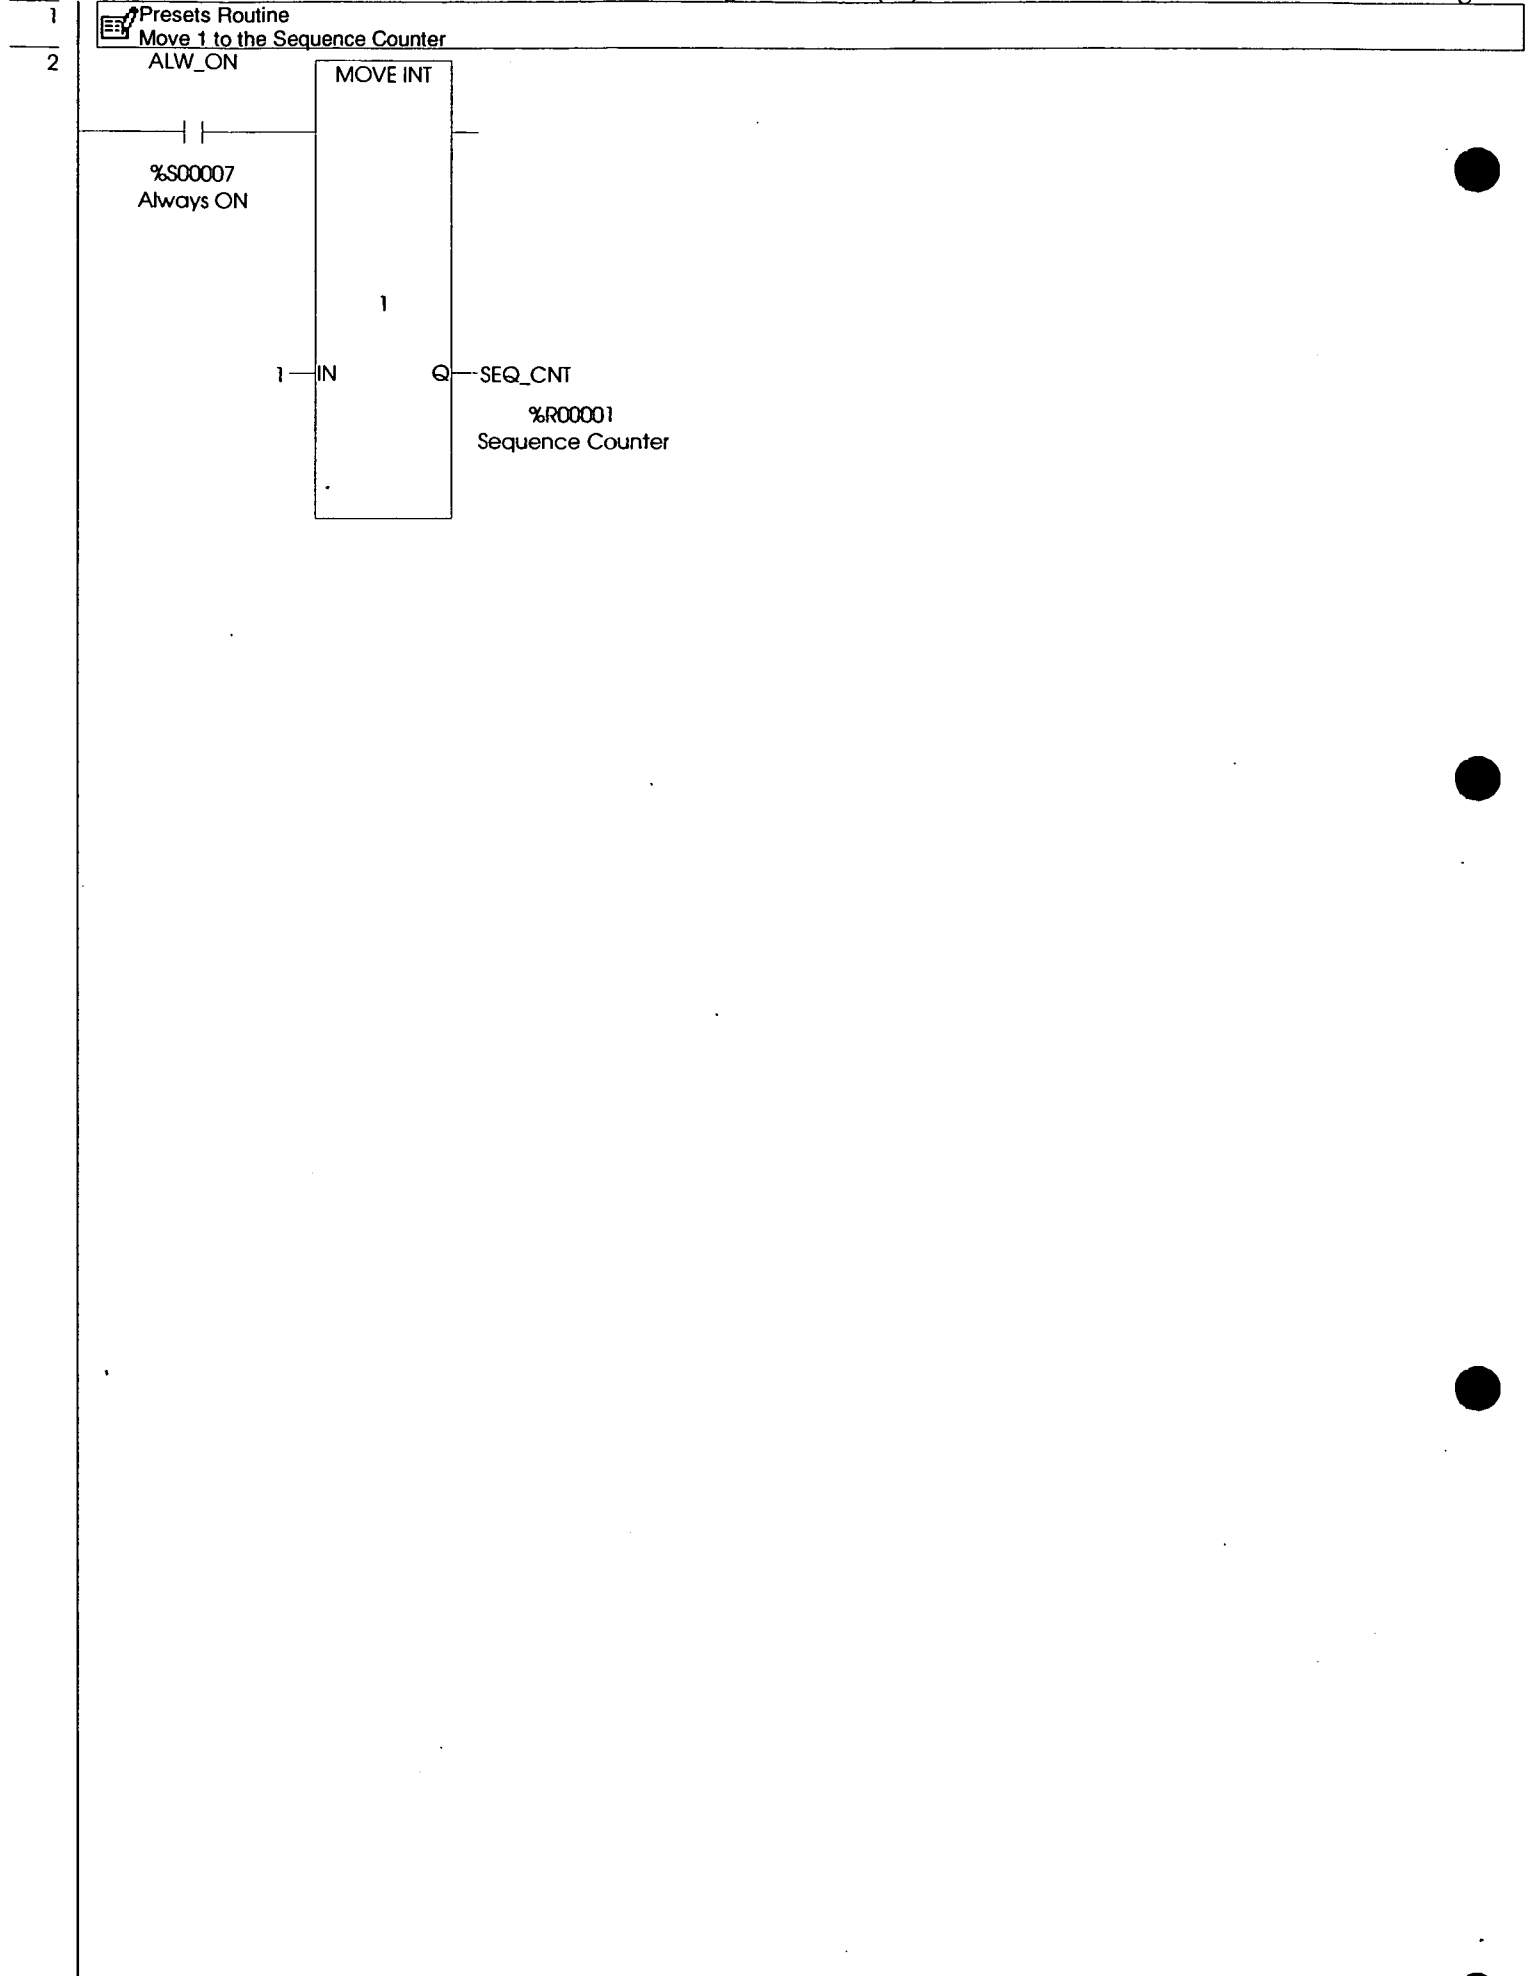 1 Presets Routine
Move 1 to the Sequence Counter
2 ALW_ON
MOVE INT
%S00007
Always ON
1
1 IN Q SEQ_CNT
%R00001
Sequence Counter